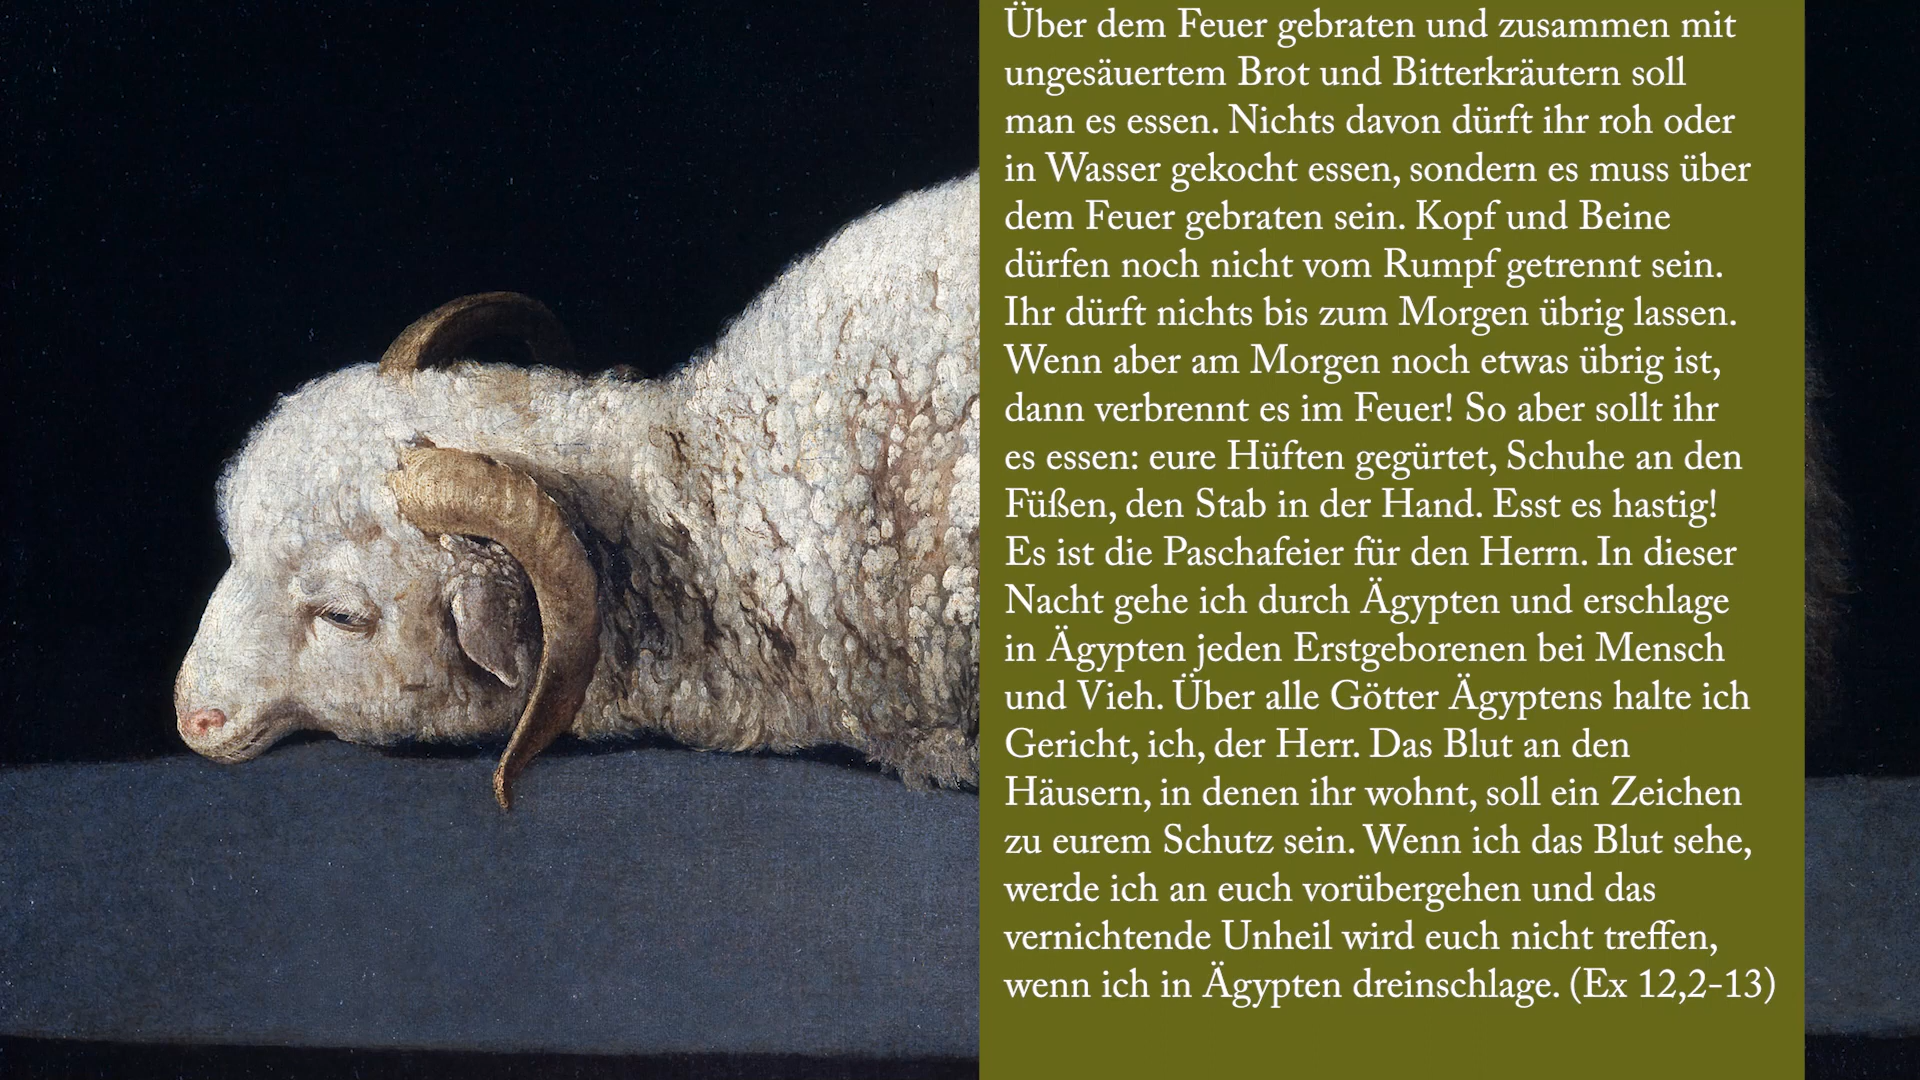 Über dem Feuer gebraten und zusammen mit
ungesäuertem Brot und Bitterkräutern soll
man es essen. Nichts davon dürft ihr roh oder
in Wasser gekocht essen, sondern es muss über
dem Feuer gebraten sein. Kopf und Beine
dürfen noch nicht vom Rumpf getrennt sein.
Ihr dürft nichts bis zum Morgen übrig lassen.
Wenn aber am Morgen noch etwas übrig ist,
dann verbrennt es im Feuer! So aber sollt ihr
es essen: eure Hüften gegürtet, Schuhe an den
Füßen, den Stab in der Hand. Esst es hastig!
Es ist die Paschafeier für den Herrn. In dieser
Nacht gehe ich durch Ägypten und erschlage
in Ägypten jeden Erstgeborenen bei Mensch
und Vieh. Über alle Götter Ägyptens halte ich
Gericht, ich, der Herr. Das Blut an den
Häusern, in denen ihr wohnt, soll ein Zeichen
zu eurem Schutz sein. Wenn ich das Blut sehe,
werde ich an euch vorübergehen und das
vernichtende Unheil wird euch nicht treffen,
wenn ich in Ägypten dreinschlage. (Ex 12,2-13)